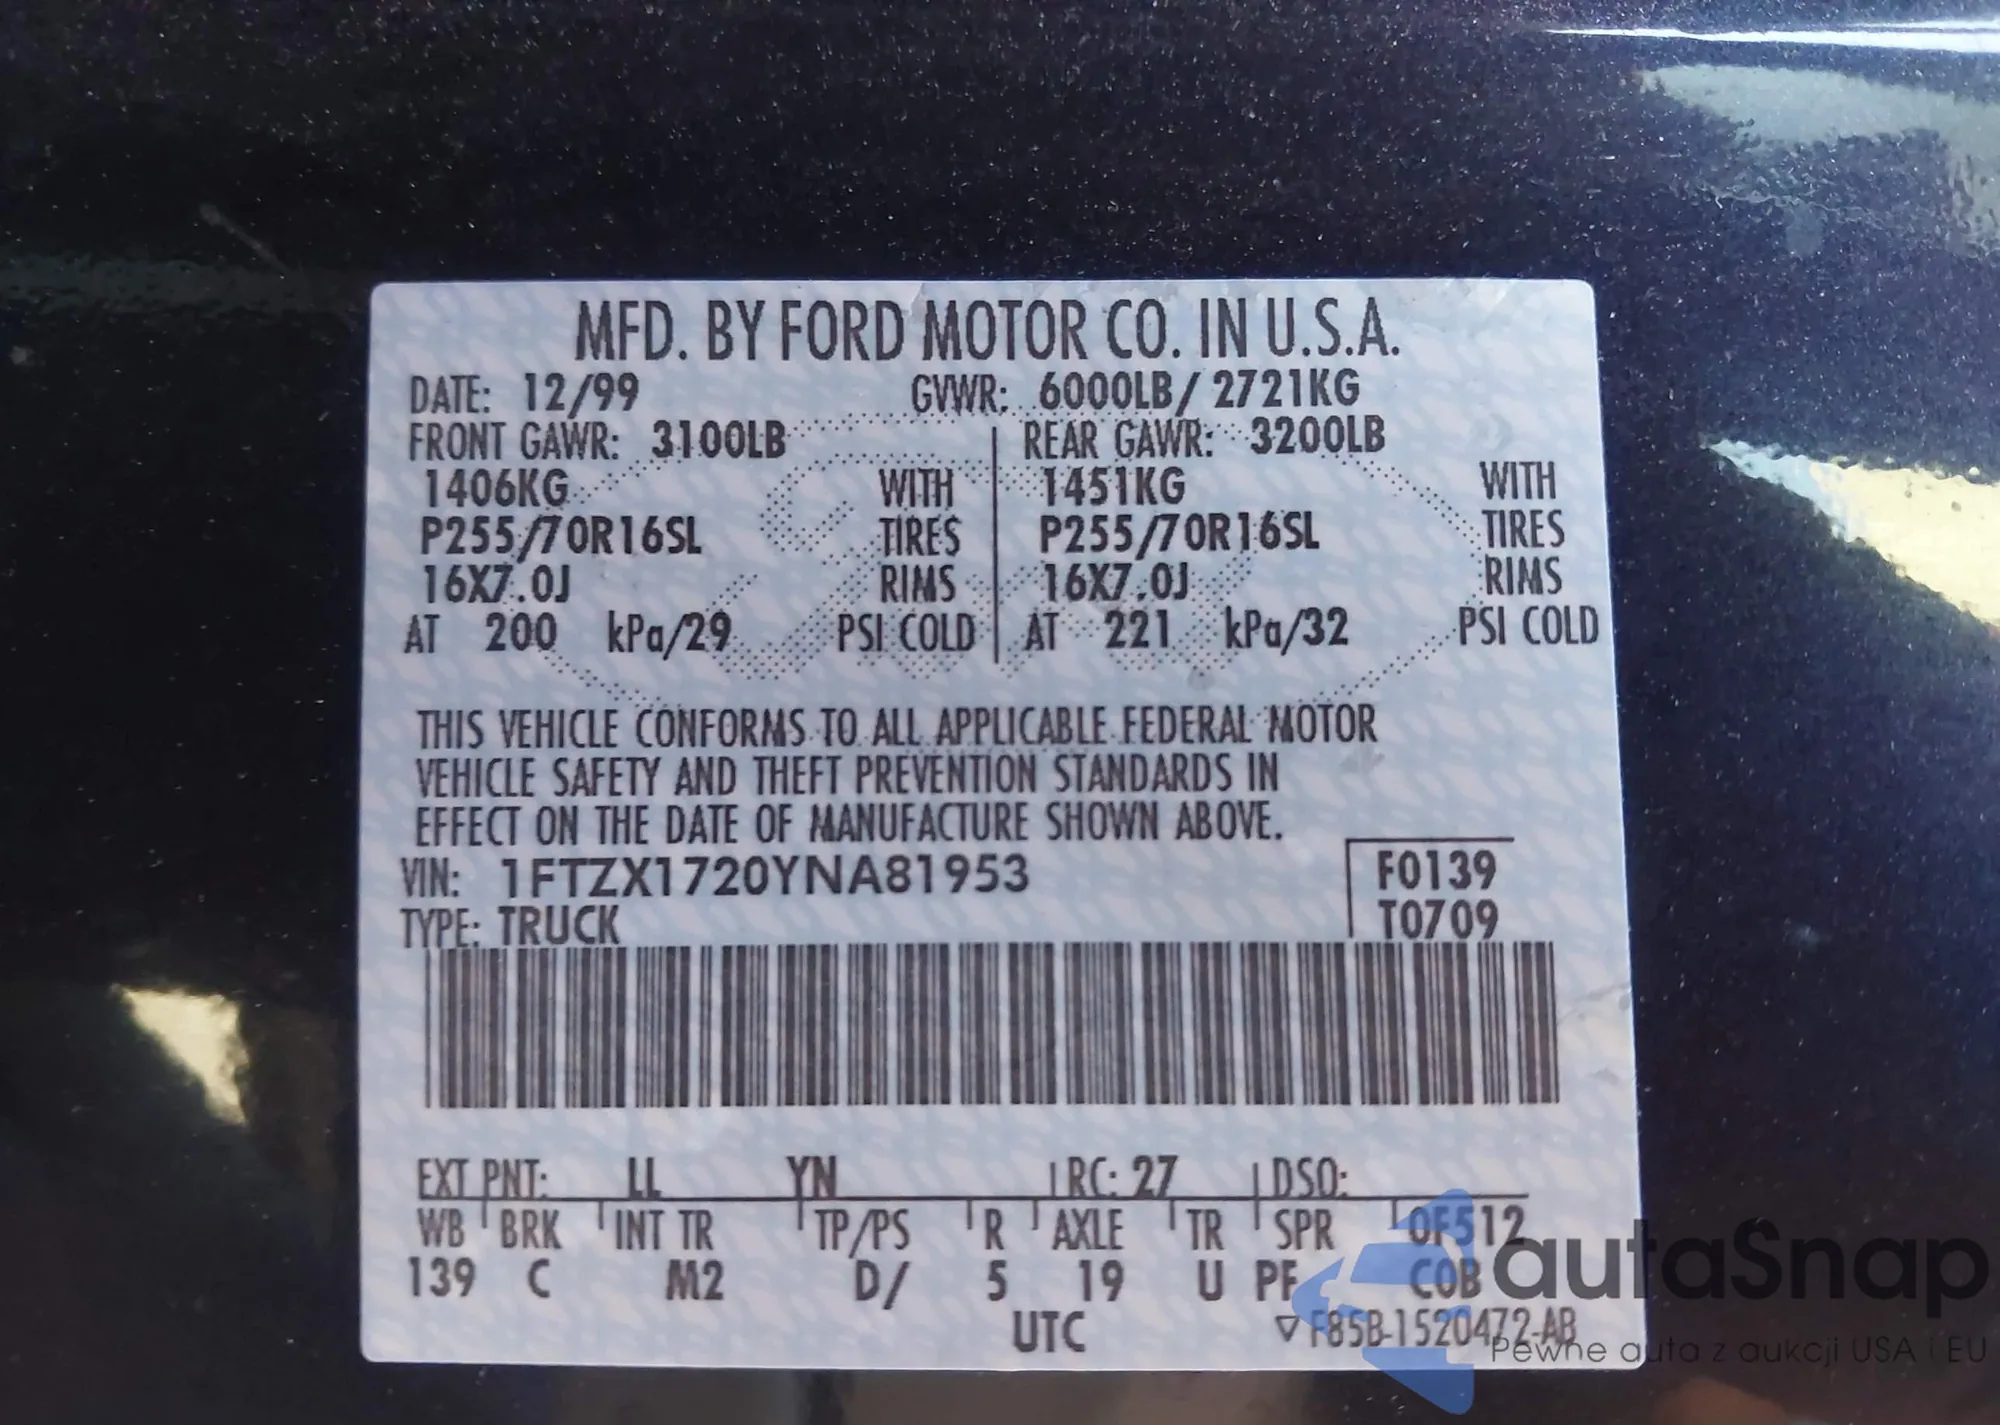 MFD. BY FORD MOTOR CO. IN U.S.A.
DATE: 12/99 GVWR: 6000LB/ 2721KG
FRONT GAWR: 3100LB REAR GAWR: 3200LB
1406KG WITH 1451KG WITH
P255/70R16SL TIRES P255/70R16SL TIRES
16X7.0J RIMS 16X7.0J RIMS
AT 200 kPa/29 PSI COLD AT 221 kPa/32 PSI COLD
THIS VEHICLE CONFORMS TO ALL APPLICABLE FEDERAL MOTOR
VEHICLE SAFETY AND THEFT PREVENTION STANDARDS IN
EFFECT ON THE DATE OF MANUFACTURE SHOWN ABOVE.
VIN: 1FTZX1720YNA81953 F0139
TYPE: TRUCK T0709
EXT PNT: LL YN RC: 27 DSO:
WB BRK INT TR TP/PS R AXLE TR SPR 0F512
139 C M2 D/ 5 19 U PF C0B
UTC ▽ F85B-1520472-AB
autaSnap
Pewne auta z aukcji USA i EU